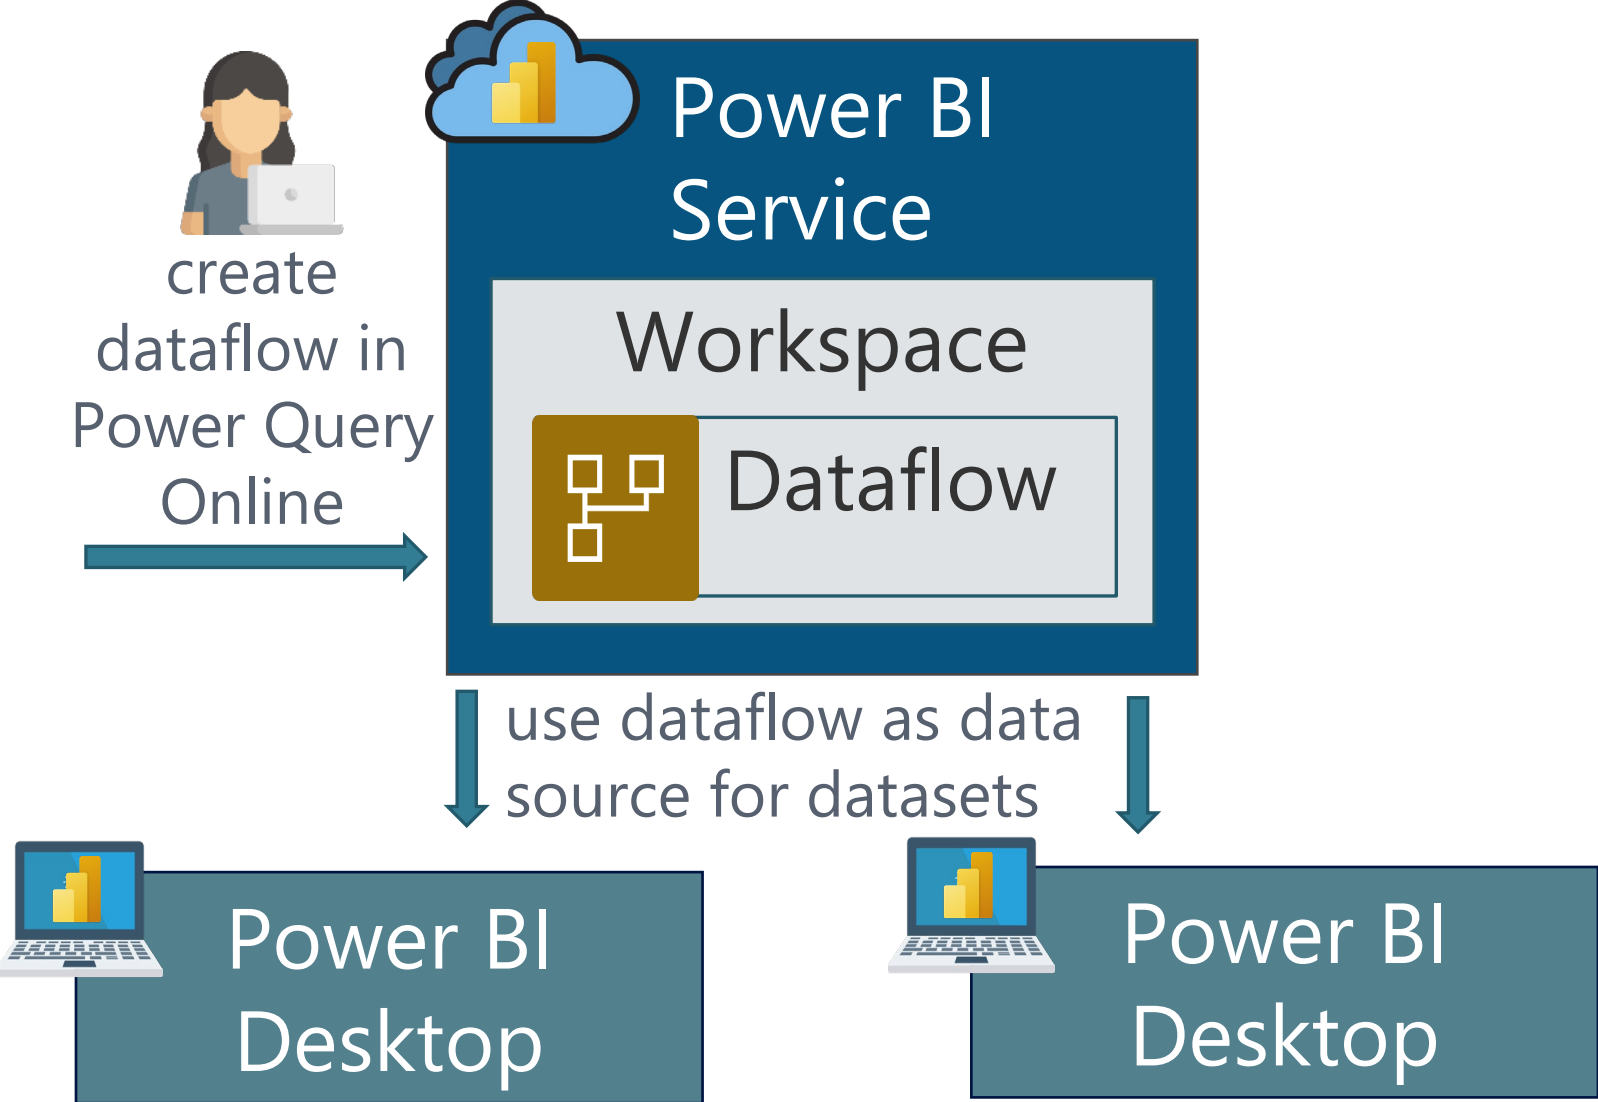 Power BI
Service
create
dataflow in
Power Query
Online
Workspace
Dataflow
use dataflow as data
source for datasets
Power BI
Desktop
Power BI
Desktop